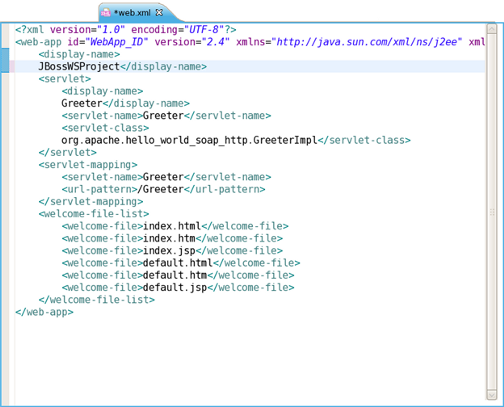 *web.xml
<?xml version="1.0" encoding="UTF-8"?>
<web-app id="WebApp_ID" version="2.4" xmlns="http://java.sun.com/xml/ns/j2ee" xml
<display-name>
JBossWSProject</display-name>
<servlet>
<display-name>
Greeter</display-name>
<servlet-name>Greeter</servlet-name>
<servlet-class>
org.apache.hello_world_soap_http.GreeterImpl</servlet-class>
</servlet>
<servlet-mapping>
<servlet-name>Greeter</servlet-name>
<url-pattern>/Greeter</url-pattern>
</servlet-mapping>
<welcome-file-list>
<welcome-file>index.html</welcome-file>
<welcome-file>index.htm</welcome-file>
<welcome-file>index.jsp</welcome-file>
<welcome-file>default.html</welcome-file>
<welcome-file>default.htm</welcome-file>
<welcome-file>default.jsp</welcome-file>
</welcome-file-list>
</web-app>